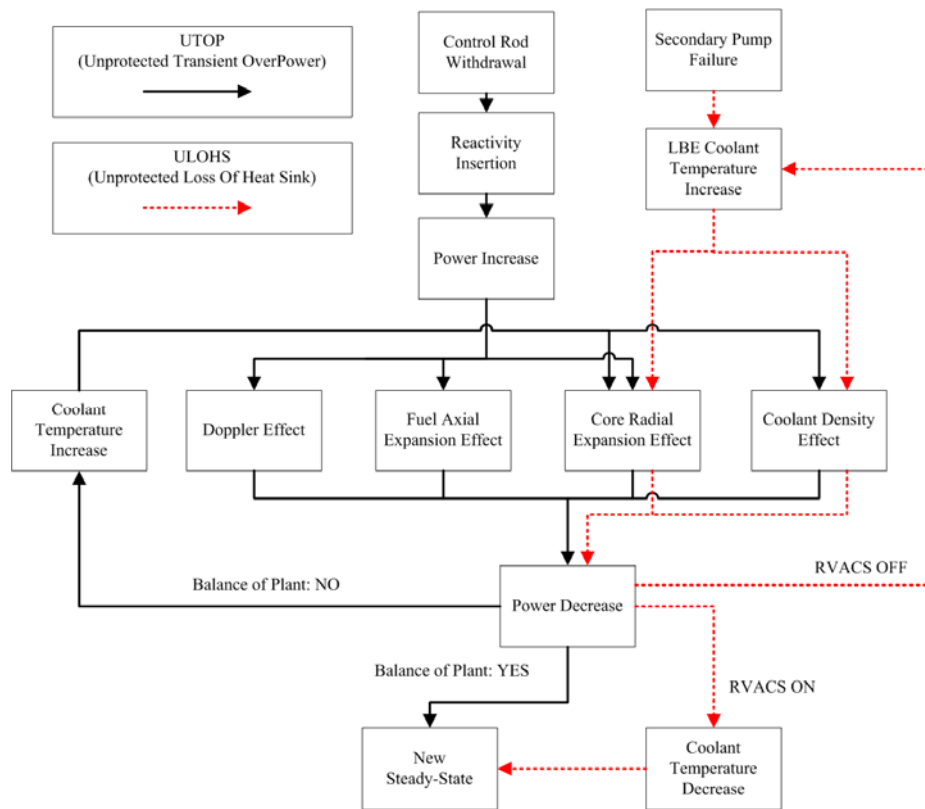 UTOP
(Unprotected Transient OverPower)
Control Rod
Withdrawal
Secondary Pump
Failure
ULOHS
(Unprotected Loss Of Heat Sink)
Reactivity
Insertion
LBE Coolant
Temperature
Increase
Power Increase
Coolant
Temperature
Increase
Doppler Effect
Fuel Axial
Expansion Effect
Core Radial
Expansion Effect
Coolant Density
Effect
Balance of Plant: NO
Power Decrease
RVACS OFF
Balance of Plant: YES
RVACS ON
New
Steady-State
Coolant
Temperature
Decrease